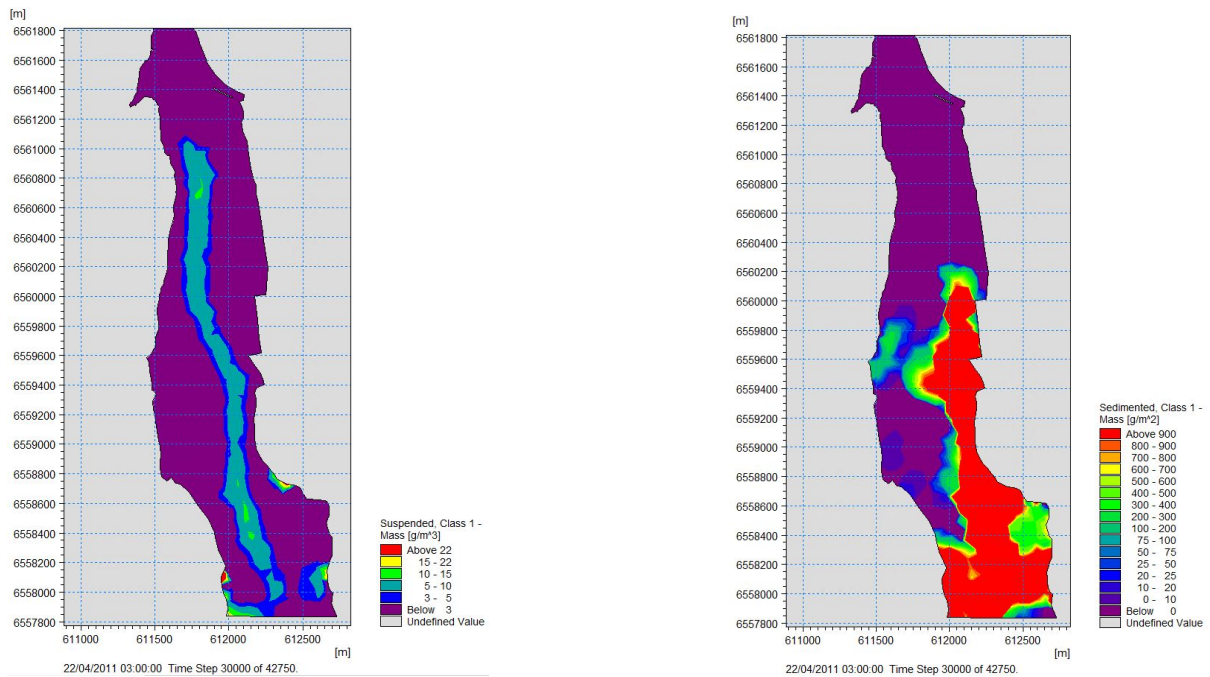 [m]
6561800
6561600
6561400
6561200
6561000
6560800
6560600
6560400
6560200
6560000
6559800
6559600
6559400
6559200
6559000
6558800
6558600
6558400
6558200
6558000
6557800
611000 611500 612000 612500
[m]
22/04/2011 03:00:00 Time Step 30000 of 42750.
Suspended, Class 1 -
Mass [g/m^3]
Above 22
15 - 22
10 - 15
5 - 10
3 - 5
Below 3
Undefined Value
[m]
6561800
6561600
6561400
6561200
6561000
6560800
6560600
6560400
6560200
6560000
6559800
6559600
6559400
6559200
6559000
6558800
6558600
6558400
6558200
6558000
6557800
611000 611500 612000 612500
[m]
22/04/2011 03:00:00 Time Step 30000 of 42750.
Sedimented, Class 1 -
Mass [g/m^2]
Above 900
800 - 900
700 - 800
600 - 700
500 - 600
400 - 500
300 - 400
200 - 300
100 - 200
75 - 100
50 - 75
25 - 50
20 - 25
10 - 20
0 - 10
Below 0
Undefined Value